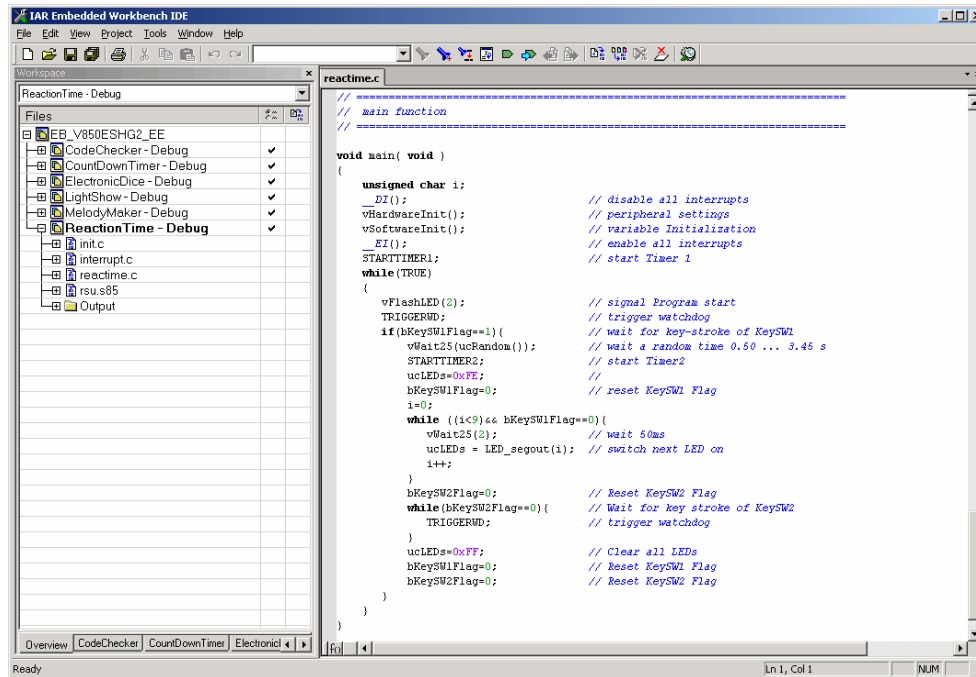 IAR Embedded Workbench IDE
File Edit View Project Tools Window Help
Workspace
ReactionTime - Debug
Files
EB_V850ESHG2_EE
CodeChecker - Debug
CountDownTimer - Debug
ElectronicDice - Debug
LightShow - Debug
MelodyMaker - Debug
ReactionTime - Debug
init.c
interrupt.c
reactime.c
rsu.s85
Output
Overview CodeChecker CountDownTimer Electronicl
reactime.c
// =========================================================================
// main function
// =========================================================================
void main( void )
{
unsigned char i;
__DI(); // disable all interrupts
vHardwareInit(); // peripheral settings
vSoftwareInit(); // variable Initialization
__EI(); // enable all interrupts
STARTTIMER1; // start Timer 1
while(TRUE)
{
vFlashLED(2); // signal Program start
TRIGGERWD; // trigger watchdog
if(bKeySW1Flag==1){ // wait for key-stroke of KeySW1
vWait25(ucRandom()); // wait a random time 0.50 ... 3.45 s
STARTTIMER2; // start Timer2
ucLEDs=0xFE; //
bKeySW1Flag=0; // reset KeySW1 Flag
i=0;
while ((i<9)&& bKeySW1Flag==0){
vWait25(2); // wait 50ms
ucLEDs = LED_segout(i); // switch next LED on
i++;
}
bKeySW2Flag=0; // Reset KeySW2 Flag
while(bKeySW2Flag==0){ // Wait for key stroke of KeySW2
TRIGGERWD; // trigger watchdog
}
ucLEDs=0xFF; // Clear all LEDs
bKeySW1Flag=0; // Reset KeySW1 Flag
bKeySW2Flag=0; // Reset KeySW2 Flag
}
}
}
fo
Ready
Ln 1, Col 1
NUM